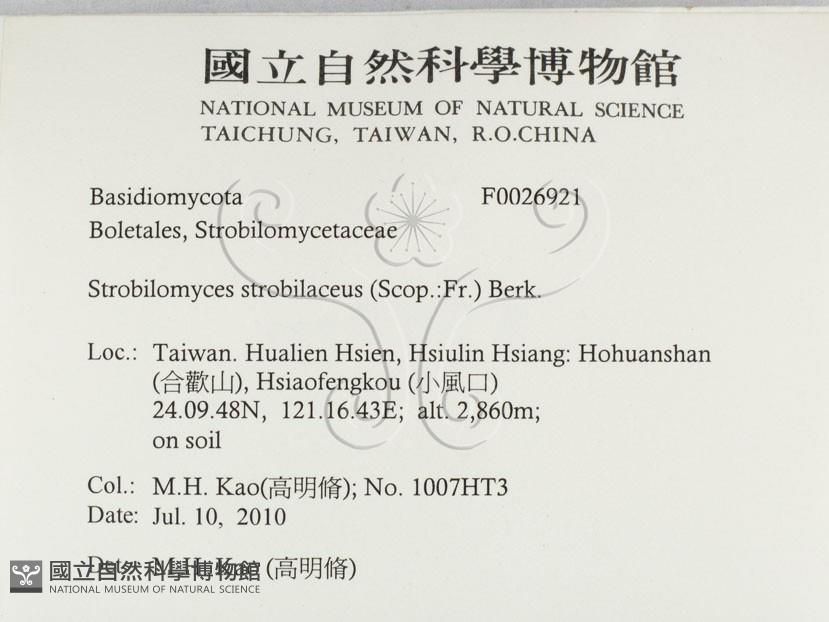 國立自然科學博物館
NATIONAL MUSEUM OF NATURAL SCIENCE
TAICHUNG, TAIWAN, R.O.CHINA
Basidiomycota F0026921
Boletales, Strobilomycetaceae
Strobilomyces strobilaceus (Scop.:Fr.) Berk.
Loc.: Taiwan. Hualien Hsien, Hsiulin Hsiang: Hohuanshan
(合歡山), Hsiaofengkou (小風口)
24.09.48N, 121.16.43E; alt. 2,860m;
on soil
Col.: M.H. Kao(高明脩); No. 1007HT3
Date: Jul. 10, 2010
Det.: M.H. Kao (高明脩)
國立自然科學博物館
NATIONAL MUSEUM OF NATURAL SCIENCE